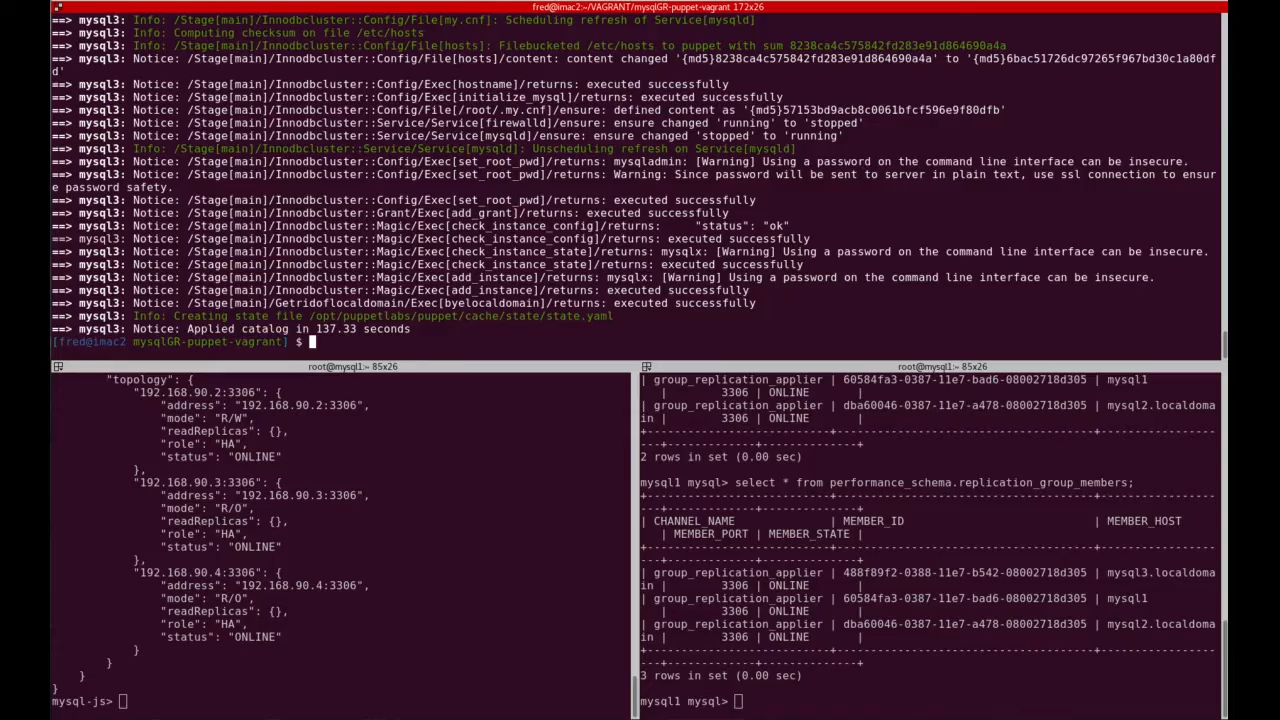 fred@imac2:~/VAGRANT/mysqlGR-puppet-vagrant 172x26
==> mysql3: Info: /Stage[main]/Innodbcluster::Config/File[my.cnf]: Scheduling refresh of Service[mysqld]
==> mysql3: Info: Computing checksum on file /etc/hosts
==> mysql3: Info: /Stage[main]/Innodbcluster::Config/File[hosts]: Filebucketed /etc/hosts to puppet with sum 8238ca4c575842fd283e91d864690a4a
==> mysql3: Notice: /Stage[main]/Innodbcluster::Config/File[hosts]/content: content changed '{md5}8238ca4c575842fd283e91d864690a4a' to '{md5}6bac51726dc97265f967bd30c1a80df
d'
==> mysql3: Notice: /Stage[main]/Innodbcluster::Config/Exec[hostname]/returns: executed successfully
==> mysql3: Notice: /Stage[main]/Innodbcluster::Config/Exec[initialize_mysql]/returns: executed successfully
==> mysql3: Notice: /Stage[main]/Innodbcluster::Config/File[/root/.my.cnf]/ensure: defined content as '{md5}57153bd9acb8c0061bfcf596e9f80dfb'
==> mysql3: Notice: /Stage[main]/Innodbcluster::Service/Service[firewalld]/ensure: ensure changed 'running' to 'stopped'
==> mysql3: Notice: /Stage[main]/Innodbcluster::Service/Service[mysqld]/ensure: ensure changed 'stopped' to 'running'
==> mysql3: Info: /Stage[main]/Innodbcluster::Service/Service[mysqld]: Unscheduling refresh on Service[mysqld]
==> mysql3: Notice: /Stage[main]/Innodbcluster::Config/Exec[set_root_pwd]/returns: mysqladmin: [Warning] Using a password on the command line interface can be insecure.
==> mysql3: Notice: /Stage[main]/Innodbcluster::Config/Exec[set_root_pwd]/returns: Warning: Since password will be sent to server in plain text, use ssl connection to ensur
e password safety.
==> mysql3: Notice: /Stage[main]/Innodbcluster::Config/Exec[set_root_pwd]/returns: executed successfully
==> mysql3: Notice: /Stage[main]/Innodbcluster::Grant/Exec[add_grant]/returns: executed successfully
==> mysql3: Notice: /Stage[main]/Innodbcluster::Magic/Exec[check_instance_config]/returns:     "status": "ok"
==> mysql3: Notice: /Stage[main]/Innodbcluster::Magic/Exec[check_instance_config]/returns: executed successfully
==> mysql3: Notice: /Stage[main]/Innodbcluster::Magic/Exec[check_instance_state]/returns: mysqlx: [Warning] Using a password on the command line interface can be insecure.
==> mysql3: Notice: /Stage[main]/Innodbcluster::Magic/Exec[check_instance_state]/returns: executed successfully
==> mysql3: Notice: /Stage[main]/Innodbcluster::Magic/Exec[add_instance]/returns: mysqlx: [Warning] Using a password on the command line interface can be insecure.
==> mysql3: Notice: /Stage[main]/Innodbcluster::Magic/Exec[add_instance]/returns: executed successfully
==> mysql3: Notice: /Stage[main]/Getridoflocaldomain/Exec[byelocaldomain]/returns: executed successfully
==> mysql3: Info: Creating state file /opt/puppetlabs/puppet/cache/state/state.yaml
==> mysql3: Notice: Applied catalog in 137.33 seconds
[fred@imac2 mysqlGR-puppet-vagrant] $
root@mysql1:~ 85x26
"topology": {
"192.168.90.2:3306": {
"address": "192.168.90.2:3306",
"mode": "R/W",
"readReplicas": {},
"role": "HA",
"status": "ONLINE"
},
"192.168.90.3:3306": {
"address": "192.168.90.3:3306",
"mode": "R/O",
"readReplicas": {},
"role": "HA",
"status": "ONLINE"
},
"192.168.90.4:3306": {
"address": "192.168.90.4:3306",
"mode": "R/O",
"readReplicas": {},
"role": "HA",
"status": "ONLINE"
}
}
}
}
mysql-js>
root@mysql1:~ 85x26
| group_replication_applier | 60584fa3-0387-11e7-bad6-08002718d305 | mysql1
|        3306 | ONLINE       |
| group_replication_applier | dba60046-0387-11e7-a478-08002718d305 | mysql2.localdoma
in |        3306 | ONLINE       |
+---------------------------+--------------------------------------+-----------------
---+-------------+--------------+
2 rows in set (0.00 sec)
mysql1 mysql> select * from performance_schema.replication_group_members;
+---------------------------+--------------------------------------+-----------------
---+-------------+--------------+
| CHANNEL_NAME              | MEMBER_ID                            | MEMBER_HOST
| MEMBER_PORT | MEMBER_STATE |
+---------------------------+--------------------------------------+-----------------
---+-------------+--------------+
| group_replication_applier | 488f89f2-0388-11e7-b542-08002718d305 | mysql3.localdoma
in |        3306 | ONLINE       |
| group_replication_applier | 60584fa3-0387-11e7-bad6-08002718d305 | mysql1
|        3306 | ONLINE       |
| group_replication_applier | dba60046-0387-11e7-a478-08002718d305 | mysql2.localdoma
in |        3306 | ONLINE       |
+---------------------------+--------------------------------------+-----------------
---+-------------+--------------+
3 rows in set (0.00 sec)
mysql1 mysql>